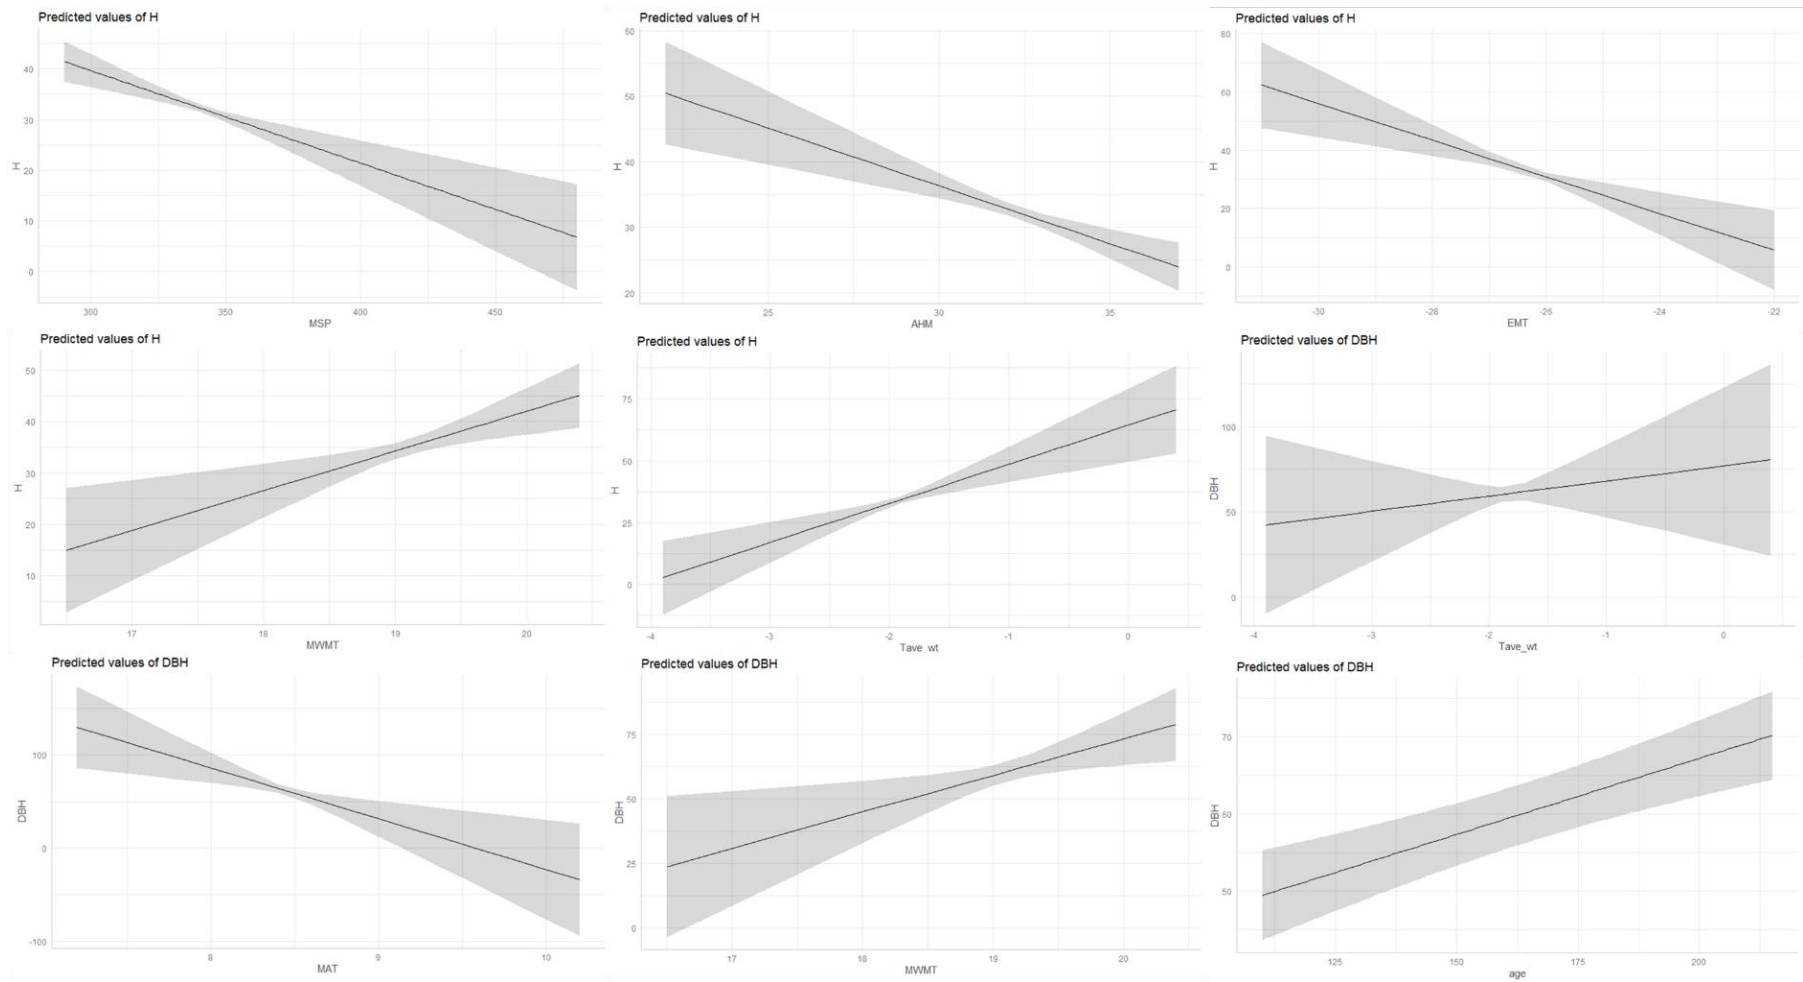 Predicted values of H
40
30
20
10
0
H
300 350 400 450
MSP
Predicted values of H
60
50
40
30
20
H
25 30 35
AHM
Predicted values of H
80
60
40
20
0
H
-30 -28 -26 -24 -22
EMT
Predicted values of H
50
40
30
20
10
H
17 18 19 20
MWMT
Predicted values of H
75
50
25
0
H
-4 -3 -2 -1 0
Tave_wt
Predicted values of DBH
100
50
0
DBH
-4 -3 -2 -1 0
Tave_wt
Predicted values of DBH
100
0
-100
DBH
8 9 10
MAT
Predicted values of DBH
75
50
25
0
DBH
17 18 19 20
MWMT
Predicted values of DBH
70
60
50
DBH
125 150 175 200
age